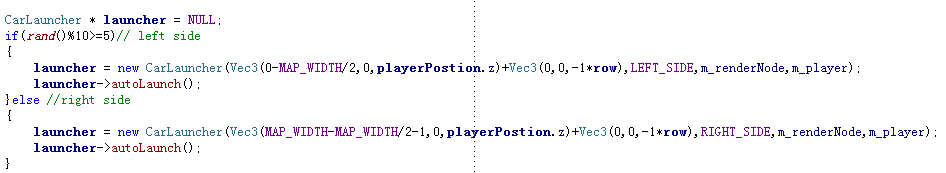 CarLauncher * launcher = NULL;
if(rand()%10>=5)// left side
{
launcher = new CarLauncher(Vec3(0-MAP_WIDTH/2,0,playerPostion.z)+Vec3(0,0,-1*row),LEFT_SIDE,m_renderNode,m_player);
launcher->autoLaunch();
}else //right side
{
launcher = new CarLauncher(Vec3(MAP_WIDTH-MAP_WIDTH/2-1,0,playerPostion.z)+Vec3(0,0,-1*row),RIGHT_SIDE,m_renderNode,m_player);
launcher->autoLaunch();
}